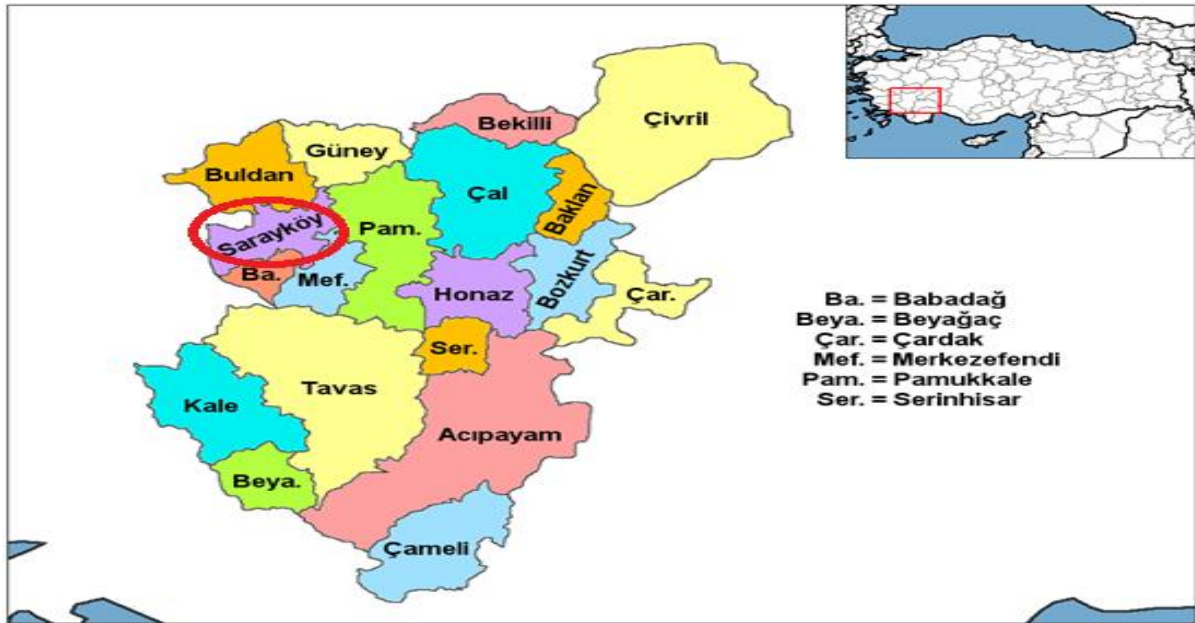 Çivril
Bekilli
Güney
Buldan
Çal
Baklan
Sarayköy
Pam.
Ba.
Mef.
Honaz
Bozkurt
Çar.
Ser.
Tavas
Kale
Acıpayam
Beya.
Çameli
Ba. = Babadağ
Beya. = Beyağaç
Çar. = Çardak
Mef. = Merkezefendi
Pam. = Pamukkale
Ser. = Serinhisar